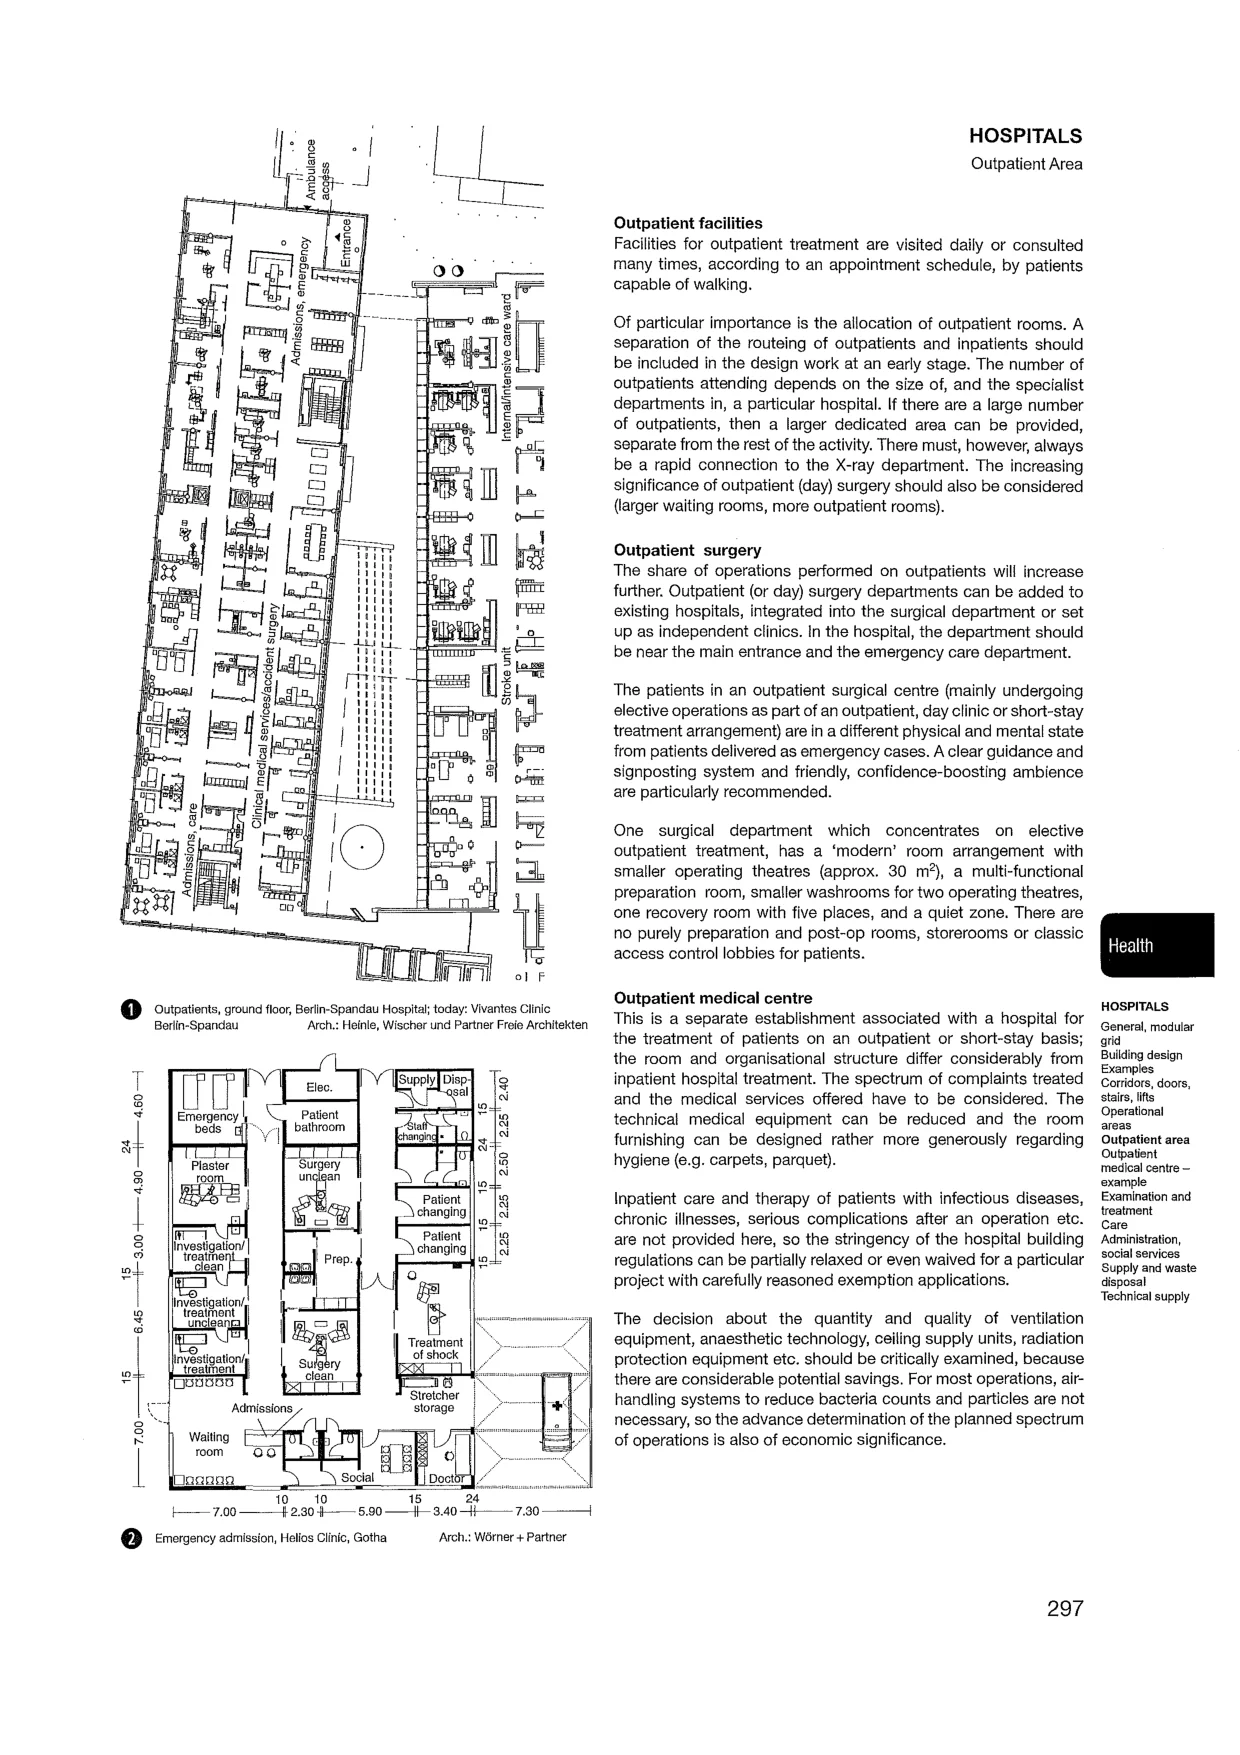 HOSPITALS
Outpatient Area
Outpatient facilities
Facilities for outpatient treatment are visited daily or consulted
many times, according to an appointment schedule, by patients
capable of walking.
Of particular importance is the allocation of outpatient rooms. A
separation of the routeing of outpatients and inpatients should
be included in the design work at an early stage. The number of
outpatients attending depends on the size of, and the specialist
departments in, a particular hospital. If there are a large number
of outpatients, then a larger dedicated area can be provided,
separate from the rest of the activity. There must, however, always
be a rapid connection to the X-ray department. The increasing
significance of outpatient (day) surgery should also be considered
(larger waiting rooms, more outpatient rooms).
Outpatient surgery
The share of operations performed on outpatients will increase
further. Outpatient (or day) surgery departments can be added to
existing hospitals, integrated into the surgical department or set
up as independent clinics. In the hospital, the department should
be near the main entrance and the emergency care department.
The patients in an outpatient surgical centre (mainly undergoing
elective operations as part of an outpatient, day clinic or short-stay
treatment arrangement) are in a different physical and mental state
from patients delivered as emergency cases. A clear guidance and
signposting system and friendly, confidence-boosting ambience
are particularly recommended.
One surgical department which concentrates on elective
outpatient treatment, has a ‘modern’ room arrangement with
smaller operating theatres (approx. 30 m²), a multi-functional
preparation room, smaller washrooms for two operating theatres,
one recovery room with five places, and a quiet zone. There are
no purely preparation and post-op rooms, storerooms or classic
access control lobbies for patients.
Outpatient medical centre
This is a separate establishment associated with a hospital for
the treatment of patients on an outpatient or short-stay basis;
the room and organisational structure differ considerably from
inpatient hospital treatment. The spectrum of complaints treated
and the medical services offered have to be considered. The
technical medical equipment can be reduced and the room
furnishing can be designed rather more generously regarding
hygiene (e.g. carpets, parquet).
Inpatient care and therapy of patients with infectious diseases,
chronic illnesses, serious complications after an operation etc.
are not provided here, so the stringency of the hospital building
regulations can be partially relaxed or even waived for a particular
project with carefully reasoned exemption applications.
The decision about the quantity and quality of ventilation
equipment, anaesthetic technology, ceiling supply units, radiation
protection equipment etc. should be critically examined, because
there are considerable potential savings. For most operations, air-
handling systems to reduce bacteria counts and particles are not
necessary, so the advance determination of the planned spectrum
of operations is also of economic significance.
Ambulance
access
Entrance
Admissions, emergency
Internal/intensive care ward
Stroke unit
Clinical medical services/accident surgery
Admissions, care
1 Outpatients, ground floor, Berlin-Spandau Hospital; today: Vivantes Clinic
Berlin-Spandau Arch.: Heinle, Wischer und Partner Freie Architekten
Elec.
Supply
Disp-
osal
Emergency
beds
Patient
bathroom
Staff
changing
Plaster
room
Surgery
unclean
Patient
changing
Patient
changing
Investigation/
treatment
clean
Prep.
Investigation/
treatment
unclean
Investigation/
treatment
Surgery
clean
Treatment
of shock
Stretcher
storage
Admissions
Waiting
room
Social
Doctor
4.60
24
4.90
3.00
15
6.45
15
7.00
2.40
15
2.25
24
2.50
15
2.25
15
2.25
15
10 10 15 24
7.00 2.30 5.90 3.40 7.30
2 Emergency admission, Helios Clinic, Gotha Arch.: Wörner + Partner
Health
HOSPITALS
General, modular
grid
Building design
Examples
Corridors, doors,
stairs, lifts
Operational
areas
Outpatient area
Outpatient
medical centre –
example
Examination and
treatment
Care
Administration,
social services
Supply and waste
disposal
Technical supply
297